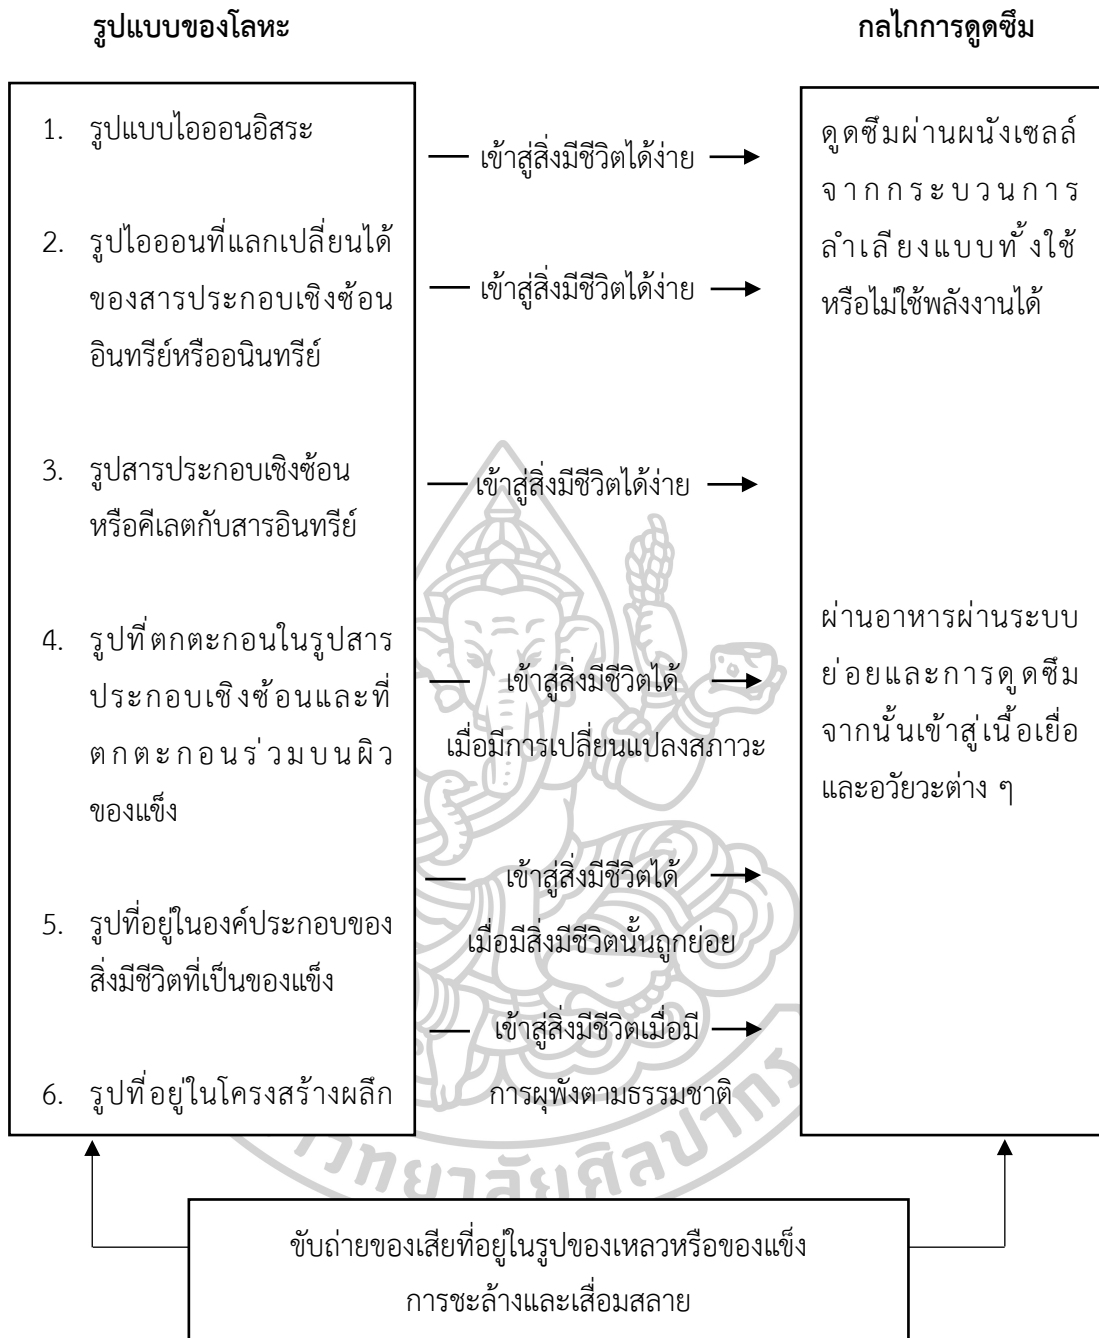 รูปแบบของโลหะ
กลไกการดูดซึม
1. รูปแบบไอออนอิสระ
2. รูปไอออนที่แลกเปลี่ยนได้
ของสารประกอบเชิงซ้อน
อินทรีย์หรืออนินทรีย์
3. รูปสารประกอบเชิงซ้อน
หรือคีเลตกับสารอินทรีย์
4. รูปที่ตกตะกอนในรูปสาร
ประกอบเชิงซ้อนและที่
ตกตะกอนร่วมบนผิว
ของแข็ง
5. รูปที่อยู่ในองค์ประกอบของ
สิ่งมีชีวิตที่เป็นของแข็ง
6. รูปที่อยู่ในโครงสร้างผลึก
เข้าสู่สิ่งมีชีวิตได้ง่าย
เข้าสู่สิ่งมีชีวิตได้ง่าย
เข้าสู่สิ่งมีชีวิตได้ง่าย
เข้าสู่สิ่งมีชีวิตได้
เมื่อมีการเปลี่ยนแปลงสภาวะ
เข้าสู่สิ่งมีชีวิตได้
เมื่อมีสิ่งมีชีวิตนั้นถูกย่อย
เข้าสู่สิ่งมีชีวิตเมื่อมี
การผุพังตามธรรมชาติ
ดูดซึมผ่านผนังเซลล์
จากกระบวนการ
ลำเลียงแบบทั้งใช้
หรือไม่ใช้พลังงานได้
ผ่านอาหารผ่านระบบ
ย่อยและการดูดซึม
จากนั้นเข้าสู่เนื้อเยื่อ
และอวัยวะต่าง ๆ
วิทยาลัยศิลปากร
ขับถ่ายของเสียที่อยู่ในรูปของเหลวหรือของแข็ง
การชะล้างและเสื่อมสลาย